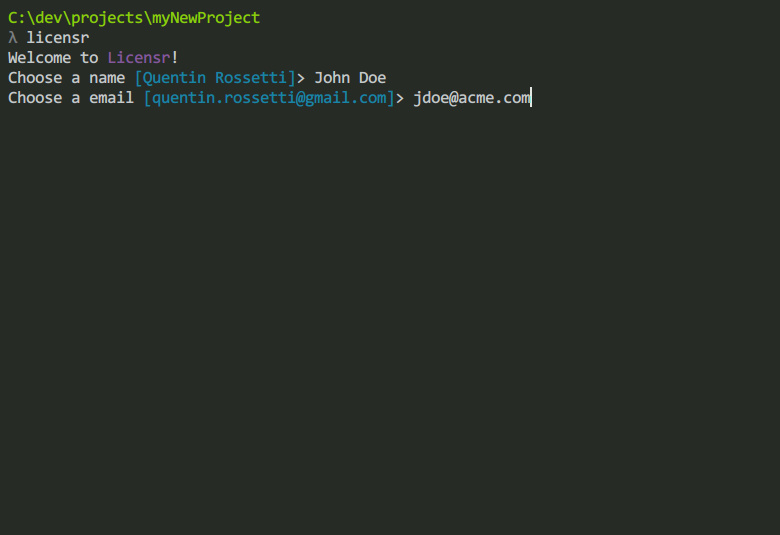 C:\dev\projects\myNewProject
λ licensr
Welcome to Licensr!
Choose a name [Quentin Rossetti]> John Doe
Choose a email [quentin.rossetti@gmail.com]> jdoe@acme.com